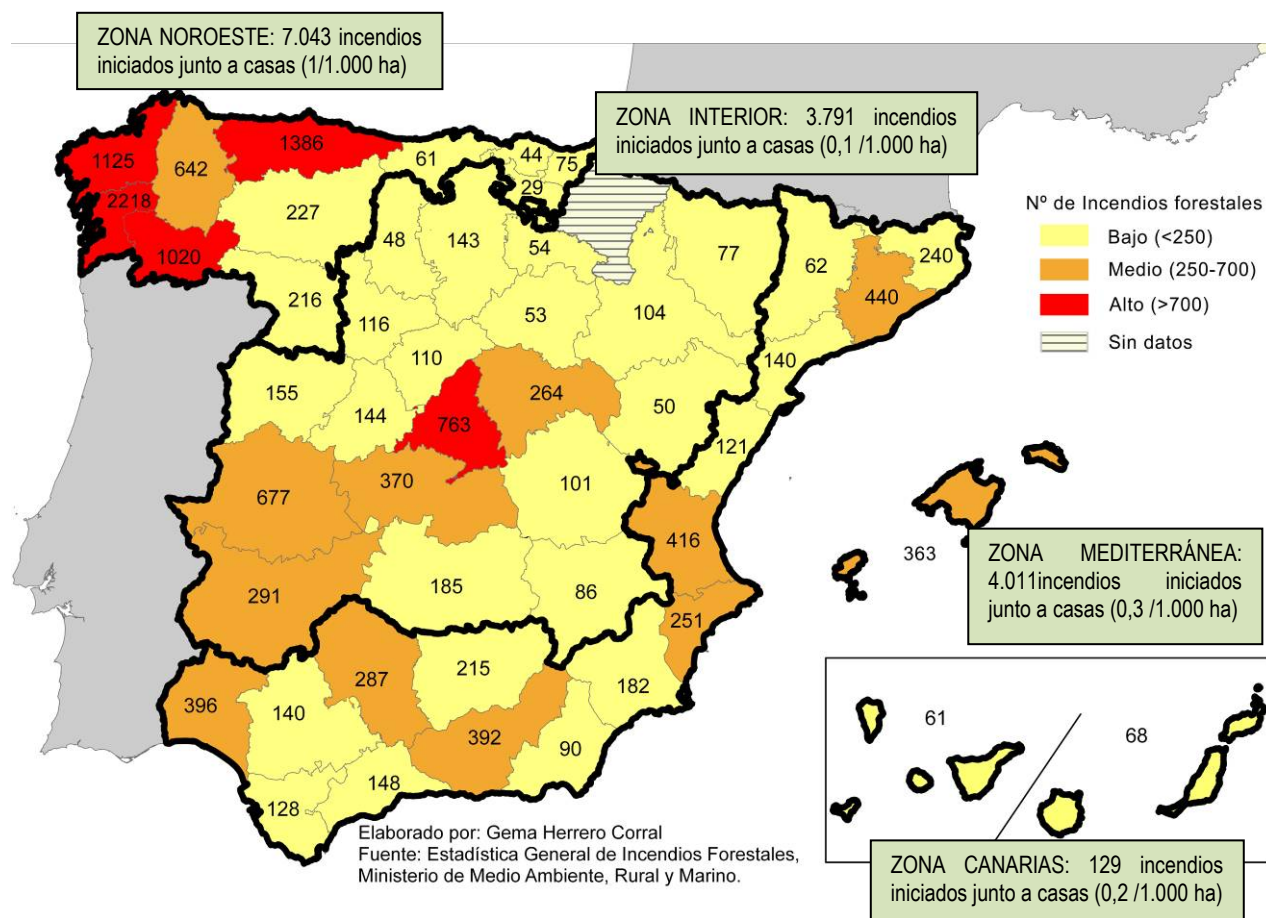 ZONA NOROESTE: 7.043 incendios
iniciados junto a casas (1/1.000 ha)
ZONA INTERIOR: 3.791 incendios
iniciados junto a casas (0,1 /1.000 ha)
1125
642
1386
61
44
75
29
2218
1020
227
216
48
143
54
77
62
240
440
Nº de Incendios forestales
Bajo (<250)
Medio (250-700)
Alto (>700)
Sin datos
116
53
104
110
140
155
144
763
264
50
121
677
370
101
416
363
291
185
86
251
ZONA MEDITERRÁNEA:
4.011incendios iniciados
junto a casas (0,3 /1.000 ha)
396
140
287
215
182
392
90
128
148
61
68
Elaborado por: Gema Herrero Corral
Fuente: Estadística General de Incendios Forestales,
Ministerio de Medio Ambiente, Rural y Marino.
ZONA CANARIAS: 129 incendios
iniciados junto a casas (0,2 /1.000 ha)